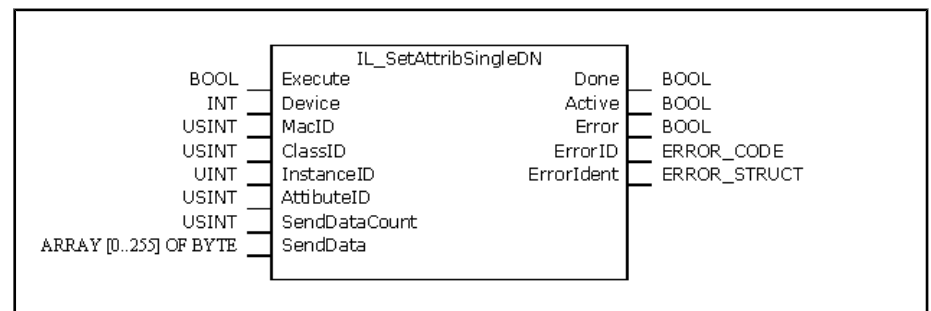 IL_SetAttribSingleDN
BOOL Execute Done BOOL
INT Device Active BOOL
USINT MacID Error BOOL
USINT ClassID ErrorID ERROR_CODE
UINT InstanceID ErrorIdent ERROR_STRUCT
USINT AttibuteID
USINT SendDataCount
ARRAY [0..255] OF BYTE SendData